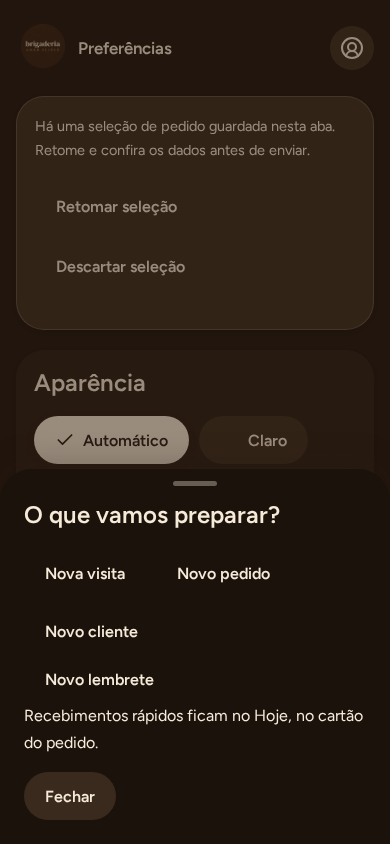 brigaderia
Preferências
Há uma seleção de pedido guardada nesta aba.
Retome e confira os dados antes de enviar.
Retomar seleção
Descartar seleção
Aparência
Automático
Claro
O que vamos preparar?
Nova visita
Novo pedido
Novo cliente
Novo lembrete
Recebimentos rápidos ficam no Hoje, no cartão
do pedido.
Fechar